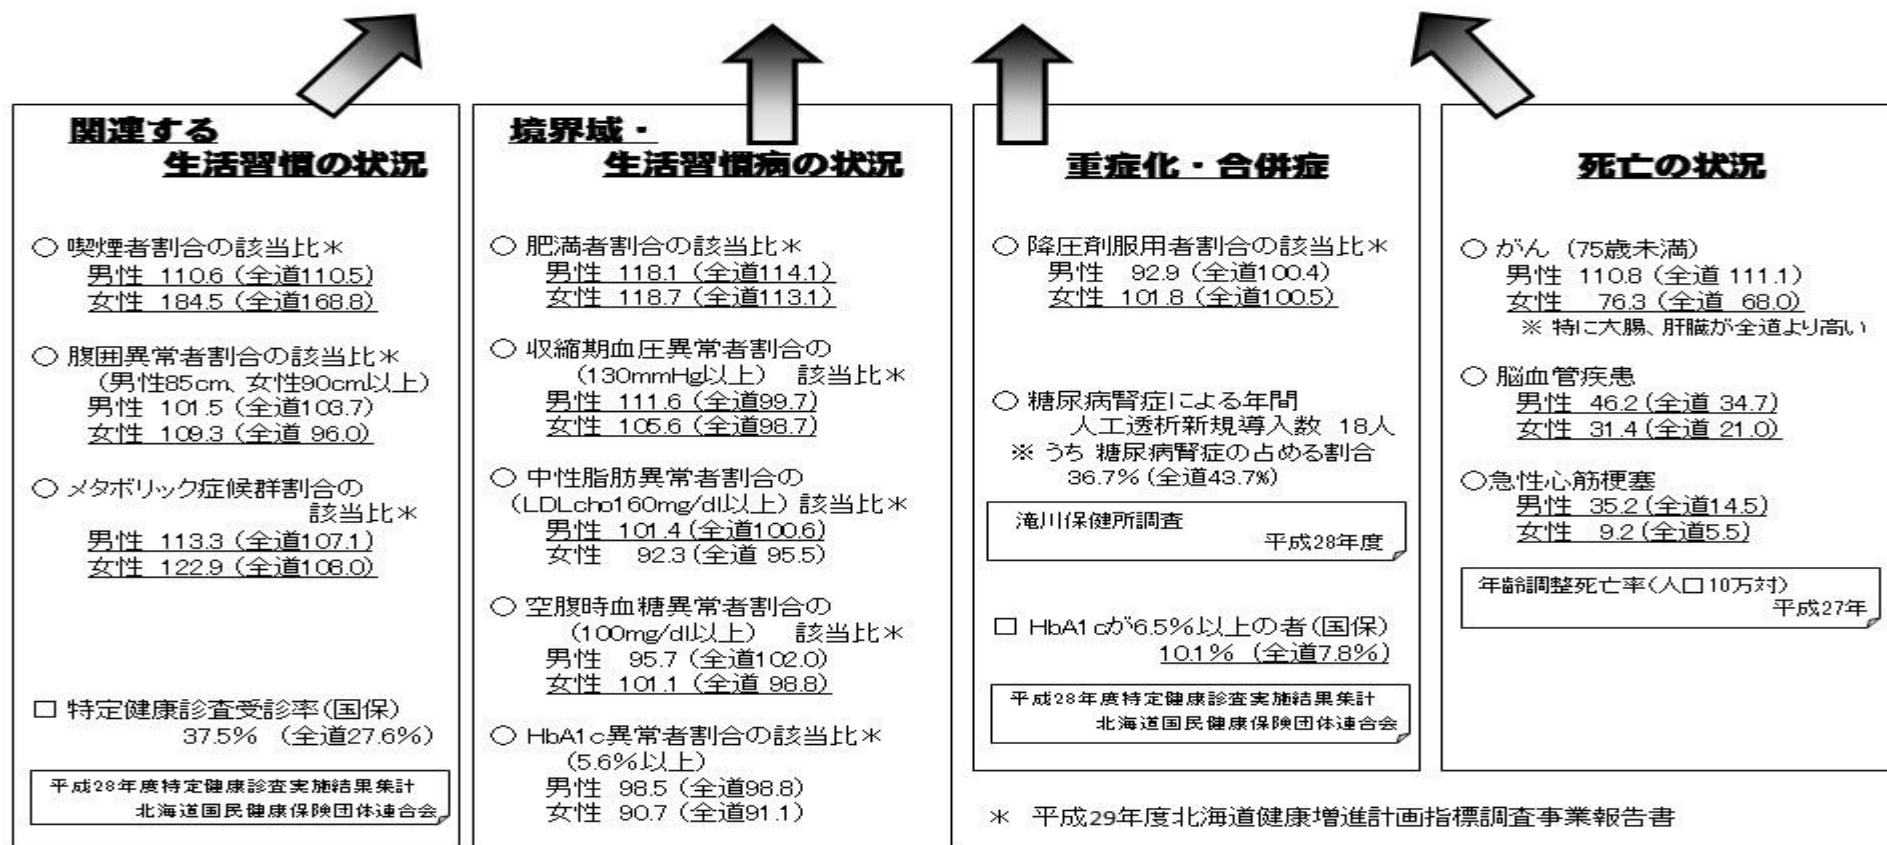 関連する
生活習慣の状況
○ 喫煙者割合の該当比＊
男性 110.6 (全道110.5)
女性 184.5 (全道168.8)
○ 腹囲異常者割合の該当比＊
(男性85cm、女性90cm以上)
男性 101.5 (全道103.7)
女性 109.3 (全道 96.0)
○ メタボリック症候群割合の
該当比＊
男性 113.3 (全道107.1)
女性 122.9 (全道108.0)
□ 特定健康診査受診率(国保)
37.5% (全道27.6%)
平成28年度特定健康診査実施結果集計
北海道国民健康保険団体連合会
境界域・
生活習慣病の状況
○ 肥満者割合の該当比＊
男性 118.1 (全道114.1)
女性 118.7 (全道113.1)
○ 収縮期血圧異常者割合の
(130mmHg以上) 該当比＊
男性 111.6 (全道99.7)
女性 105.6 (全道98.7)
○ 中性脂肪異常者割合の
(LDLcho160mg/dl以上) 該当比＊
男性 101.4 (全道100.6)
女性 92.3 (全道 95.5)
○ 空腹時血糖異常者割合の
(100mg/dl以上) 該当比＊
男性 95.7 (全道102.0)
女性 101.1 (全道 98.8)
○ HbA1c異常者割合の該当比＊
(5.6%以上)
男性 98.5 (全道98.8)
女性 90.7 (全道91.1)
重症化・合併症
○ 降圧剤服用者割合の該当比＊
男性 92.9 (全道100.4)
女性 101.8 (全道100.5)
○ 糖尿病腎症による年間
人工透析新規導入数 18人
※ うち 糖尿病腎症の占める割合
36.7% (全道43.7%)
滝川保健所調査
平成28年度
□ HbA1cが6.5%以上の者(国保)
10.1% (全道7.8%)
平成28年度特定健康診査実施結果集計
北海道国民健康保険団体連合会
死亡の状況
○ がん (75歳未満)
男性 110.8 (全道 111.1)
女性 76.3 (全道 68.0)
※ 特に大腸、肝臓が全道より高い
○ 脳血管疾患
男性 46.2 (全道 34.7)
女性 31.4 (全道 21.0)
○急性心筋梗塞
男性 35.2 (全道14.5)
女性 9.2 (全道5.5)
年齢調整死亡率(人口10万対)
平成27年
＊ 平成29年度北海道健康増進計画指標調査事業報告書